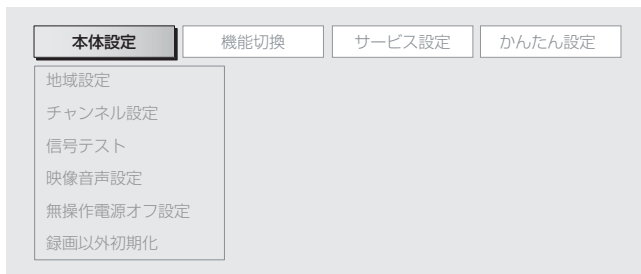 本体設定 機能切換 サービス設定 かんたん設定
地域設定
チャンネル設定
信号テスト
映像音声設定
無操作電源オフ設定
録画以外初期化